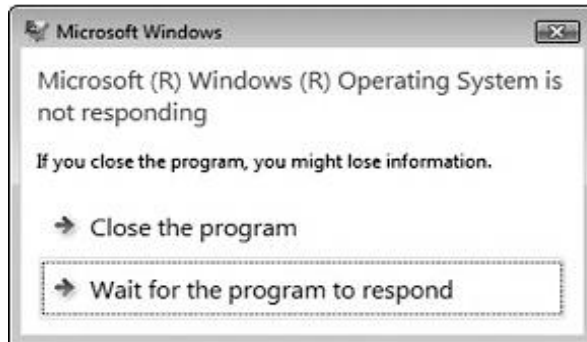 Microsoft Windows
Microsoft (R) Windows (R) Operating System is
not responding
If you close the program, you might lose information.
Close the program
Wait for the program to respond